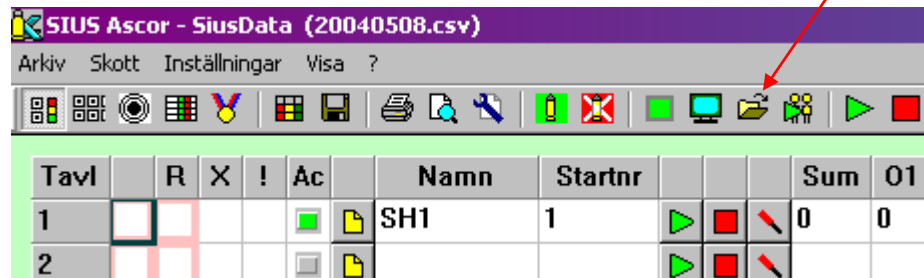 SIUS Ascor - SiusData (20040508.csv)
Arkiv Skott Inställningar Visa ?
Tavl R X ! Ac Namn Startnr Sum O1
1 SH1 1 0 0
2